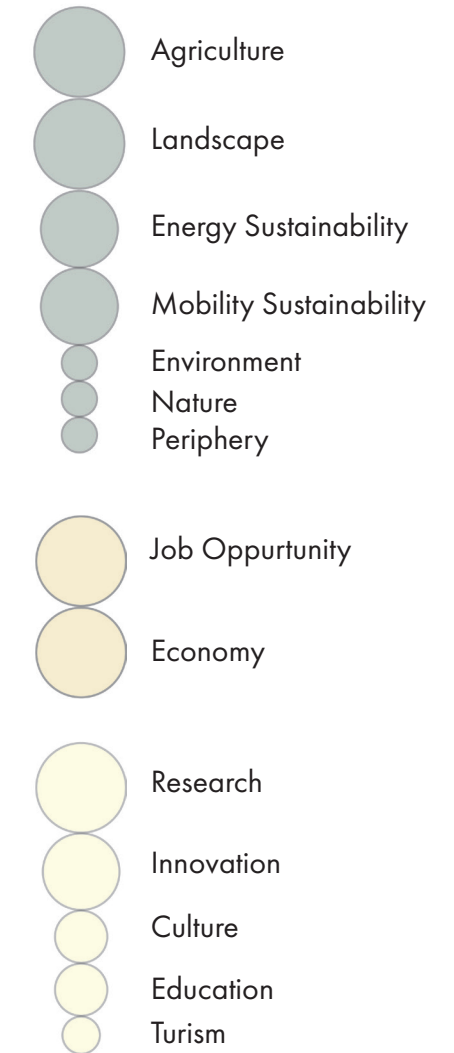 Agriculture
Landscape
Energy Sustainability
Mobility Sustainability
Environment
Nature
Periphery
Job Oppurtunity
Economy
Research
Innovation
Culture
Education
Turism